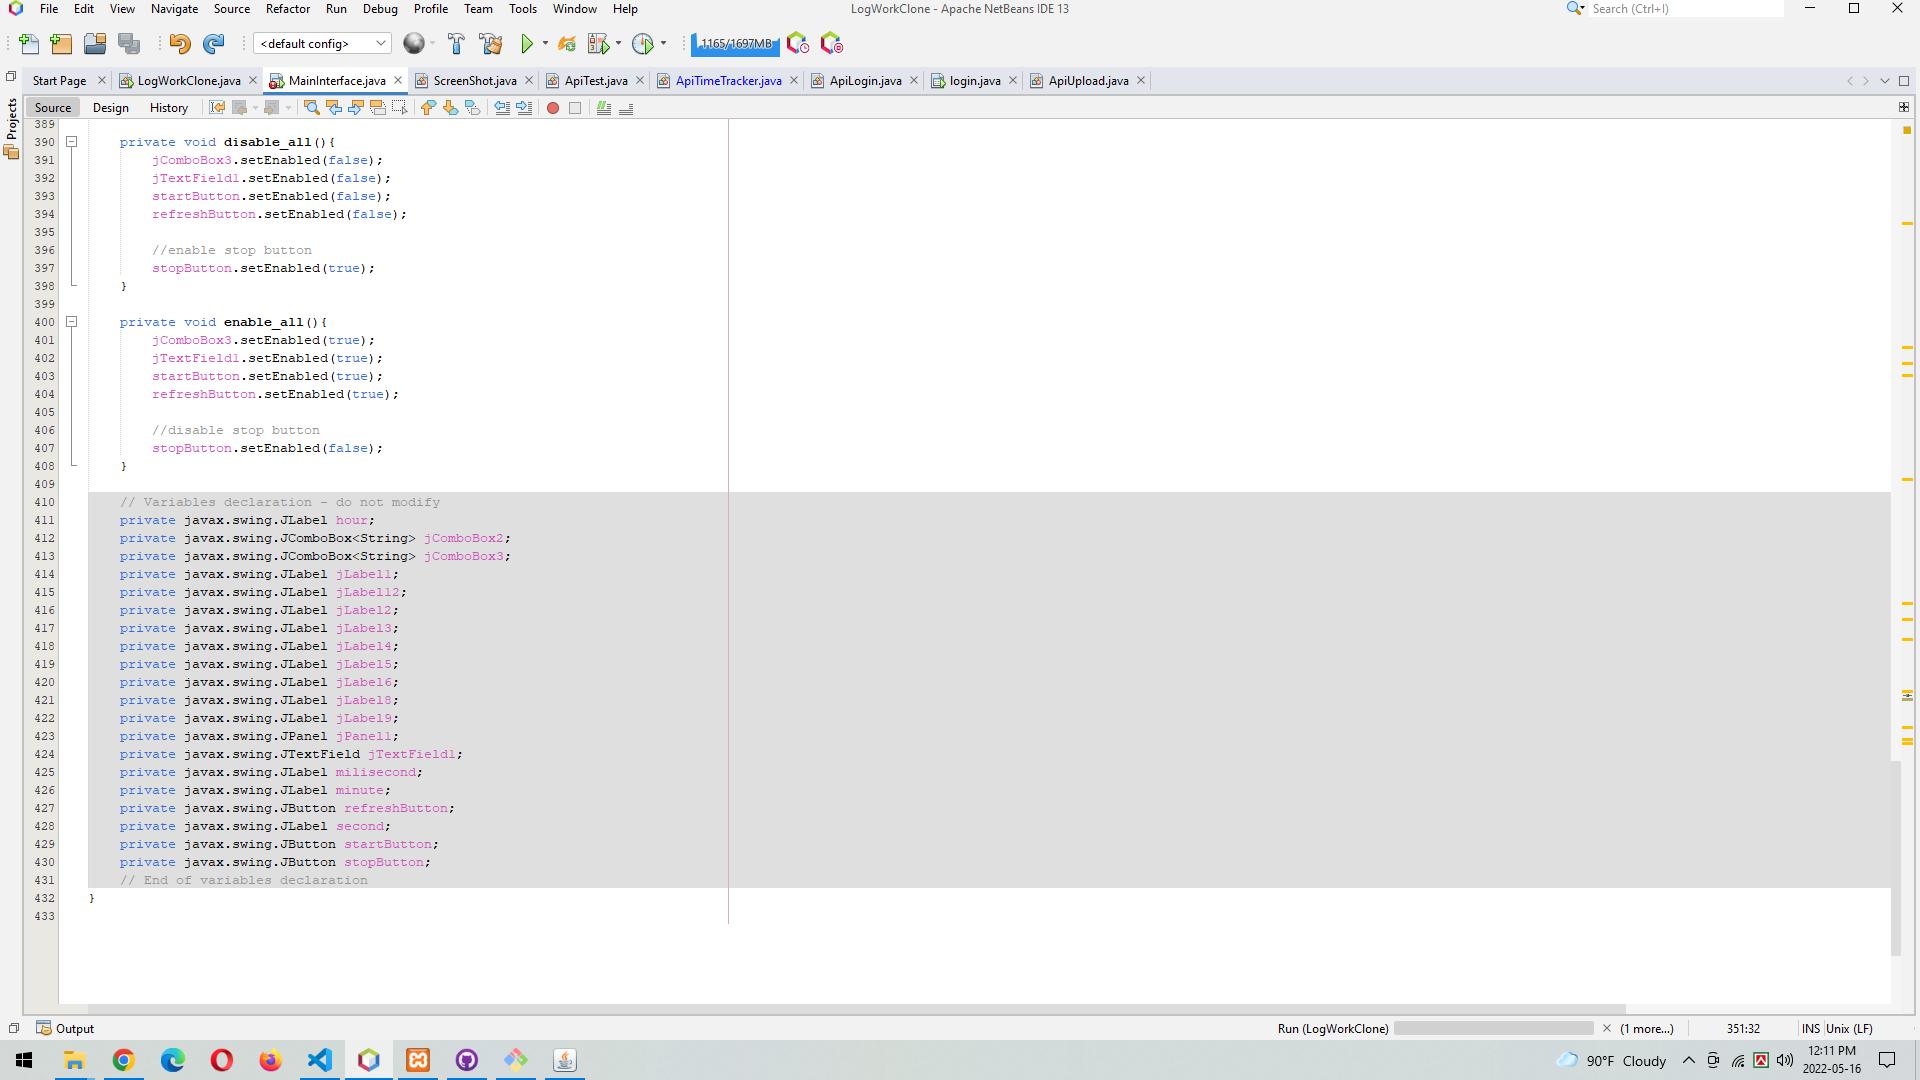 File Edit View Navigate Source Refactor Run Debug Profile Team Tools Window Help LogWorkClone - Apache NetBeans IDE 13 Search (Ctrl+I)
<default config> 1165/1697MB
Start Page LogWorkClone.java MainInterface.java ScreenShot.java ApiTest.java ApiTimeTracker.java ApiLogin.java login.java ApiUpload.java
Projects
Source Design History
389
390 private void disable_all(){
391 jComboBox3.setEnabled(false);
392 jTextField1.setEnabled(false);
393 startButton.setEnabled(false);
394 refreshButton.setEnabled(false);
395
396 //enable stop button
397 stopButton.setEnabled(true);
398 }
399
400 private void enable_all(){
401 jComboBox3.setEnabled(true);
402 jTextField1.setEnabled(true);
403 startButton.setEnabled(true);
404 refreshButton.setEnabled(true);
405
406 //disable stop button
407 stopButton.setEnabled(false);
408 }
409
410 // Variables declaration - do not modify
411 private javax.swing.JLabel hour;
412 private javax.swing.JComboBox<String> jComboBox2;
413 private javax.swing.JComboBox<String> jComboBox3;
414 private javax.swing.JLabel jLabel1;
415 private javax.swing.JLabel jLabel12;
416 private javax.swing.JLabel jLabel2;
417 private javax.swing.JLabel jLabel3;
418 private javax.swing.JLabel jLabel4;
419 private javax.swing.JLabel jLabel5;
420 private javax.swing.JLabel jLabel6;
421 private javax.swing.JLabel jLabel8;
422 private javax.swing.JLabel jLabel9;
423 private javax.swing.JPanel jPanel1;
424 private javax.swing.JTextField jTextField1;
425 private javax.swing.JLabel milisecond;
426 private javax.swing.JLabel minute;
427 private javax.swing.JButton refreshButton;
428 private javax.swing.JLabel second;
429 private javax.swing.JButton startButton;
430 private javax.swing.JButton stopButton;
431 // End of variables declaration
432 }
433
Output Run (LogWorkClone) (1 more...) 351:32 INS Unix (LF)
90°F Cloudy 12:11 PM
2022-05-16